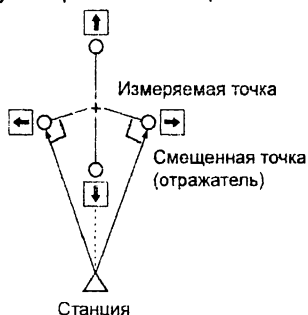 Измеряемая точка
Смещенная точка
(отражатель)
Станция